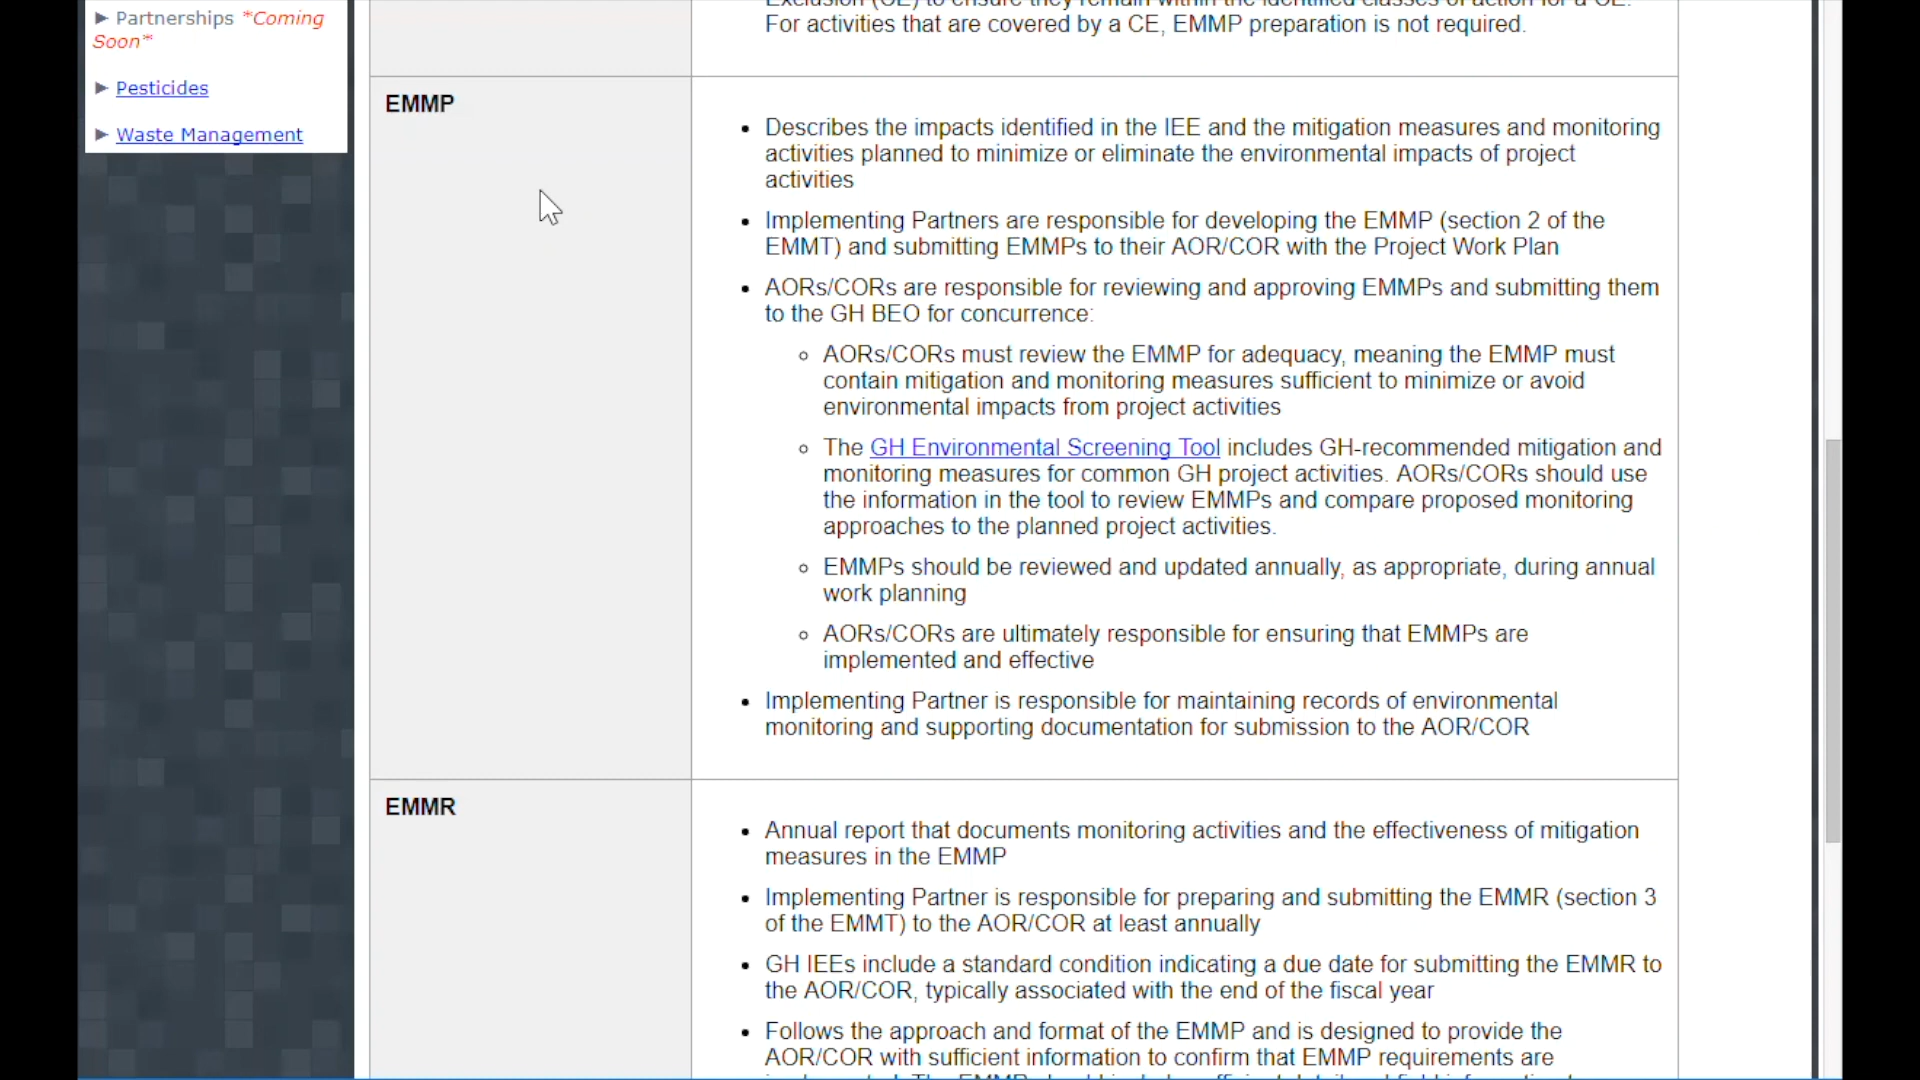 ► Partnerships *Coming
Soon*
► Pesticides
► Waste Management
Exclusion (CE) to ensure they remain within the identified classes of action for a CE.
For activities that are covered by a CE, EMMP preparation is not required.
EMMP
• Describes the impacts identified in the IEE and the mitigation measures and monitoring
activities planned to minimize or eliminate the environmental impacts of project
activities
• Implementing Partners are responsible for developing the EMMP (section 2 of the
EMMT) and submitting EMMPs to their AOR/COR with the Project Work Plan
• AORs/CORs are responsible for reviewing and approving EMMPs and submitting them
to the GH BEO for concurrence:
◦ AORs/CORs must review the EMMP for adequacy, meaning the EMMP must
contain mitigation and monitoring measures sufficient to minimize or avoid
environmental impacts from project activities
◦ The GH Environmental Screening Tool includes GH-recommended mitigation and
monitoring measures for common GH project activities. AORs/CORs should use
the information in the tool to review EMMPs and compare proposed monitoring
approaches to the planned project activities.
◦ EMMPs should be reviewed and updated annually, as appropriate, during annual
work planning
◦ AORs/CORs are ultimately responsible for ensuring that EMMPs are
implemented and effective
• Implementing Partner is responsible for maintaining records of environmental
monitoring and supporting documentation for submission to the AOR/COR
EMMR
• Annual report that documents monitoring activities and the effectiveness of mitigation
measures in the EMMP
• Implementing Partner is responsible for preparing and submitting the EMMR (section 3
of the EMMT) to the AOR/COR at least annually
• GH IEEs include a standard condition indicating a due date for submitting the EMMR to
the AOR/COR, typically associated with the end of the fiscal year
• Follows the approach and format of the EMMP and is designed to provide the
AOR/COR with sufficient information to confirm that EMMP requirements are